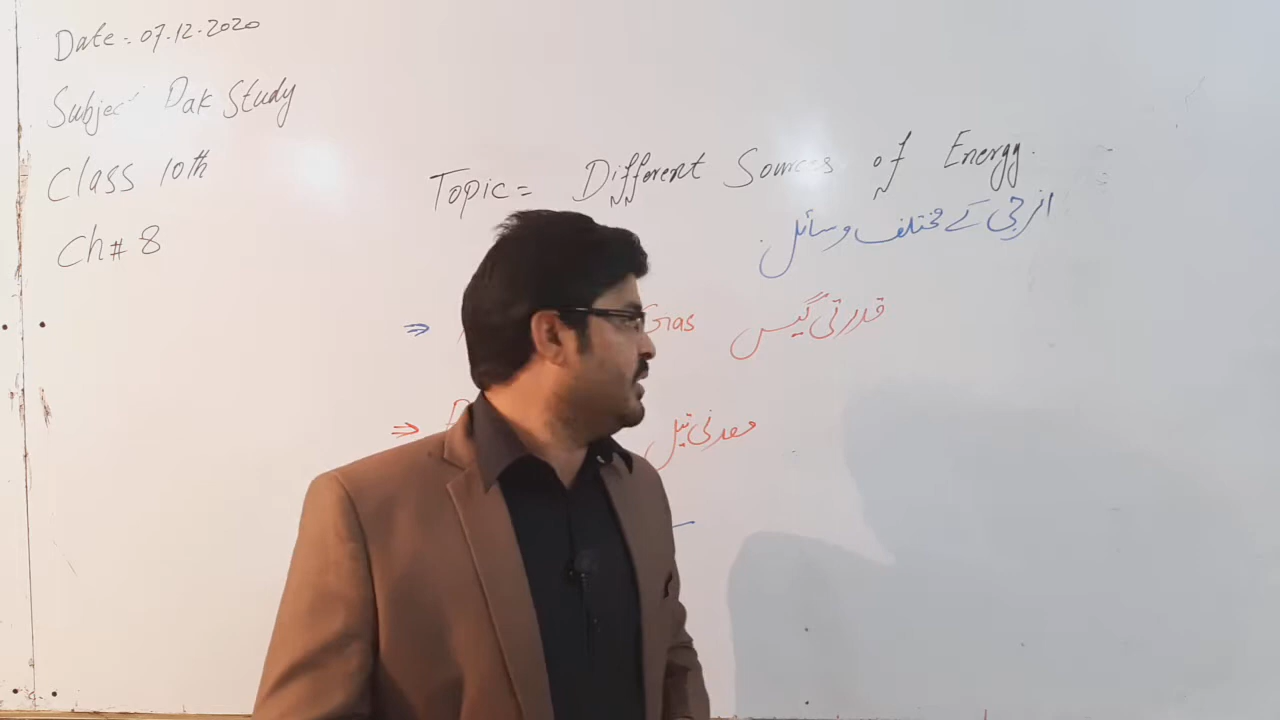 Date:- 07.12.2020
Subject Pak Study
Class 10th
Ch# 8
Topic= Different Sources of Energy.
انرجی کے مختلف وسائل
⇒ Gas قدرتی گیس
⇒ معدنی تیل